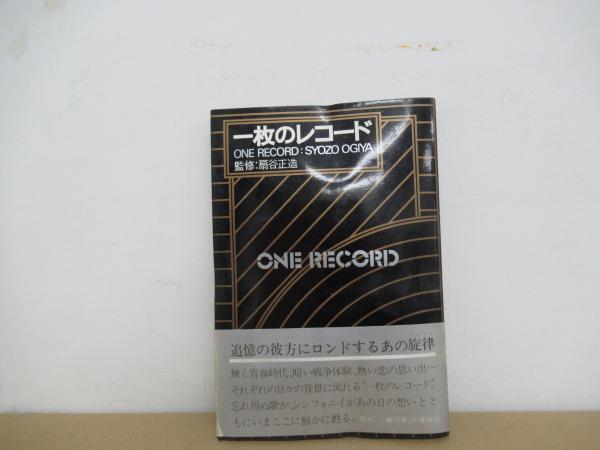 一枚のレコード
ONE RECORD : SYOZO OGIYA
監修:扇谷正造
ONE RECORD
追憶の彼方にロンドするあの旋律
輝く青春時代、暗い戦争体験、熱い恋の思い出…
それぞれの日々の背景に流れる“一枚のレコード”
忘れ得ぬ歌が、シンフォニイがあの日の想いとと
もにいまここに鮮かに甦る。